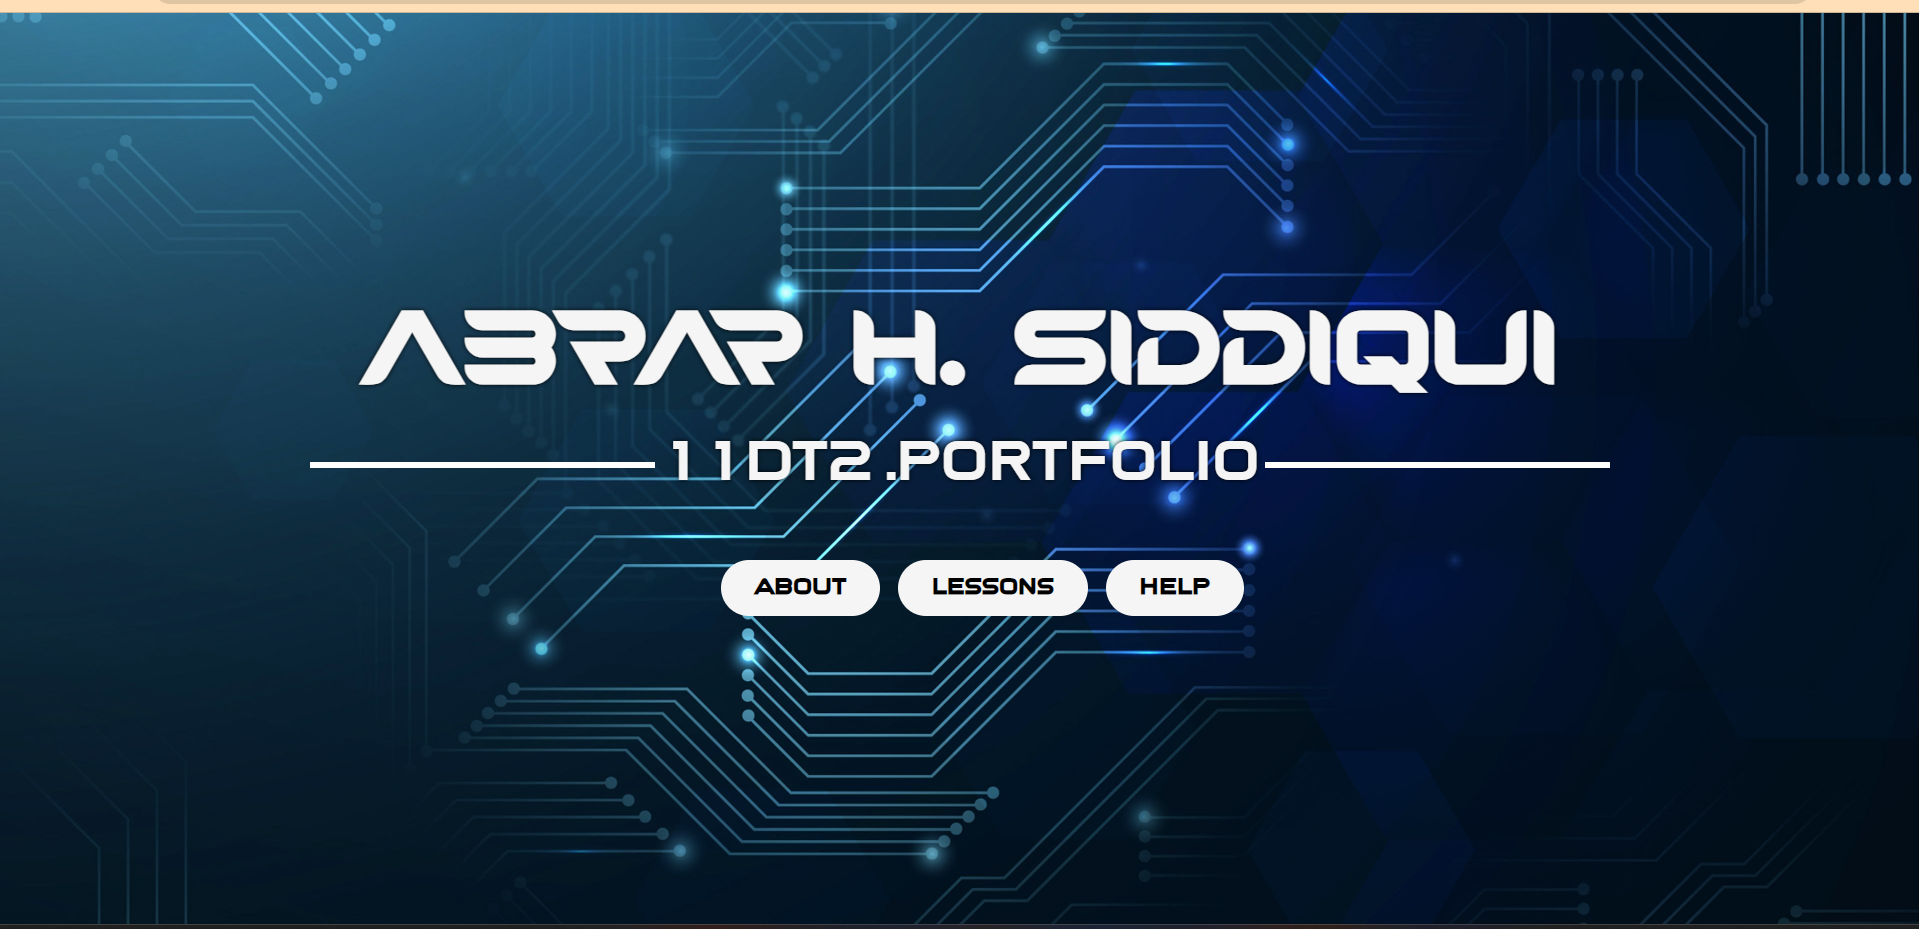 ABRAR H. SIDDIQUI
11DT2.PORTFOLIO
ABOUT LESSONS HELP